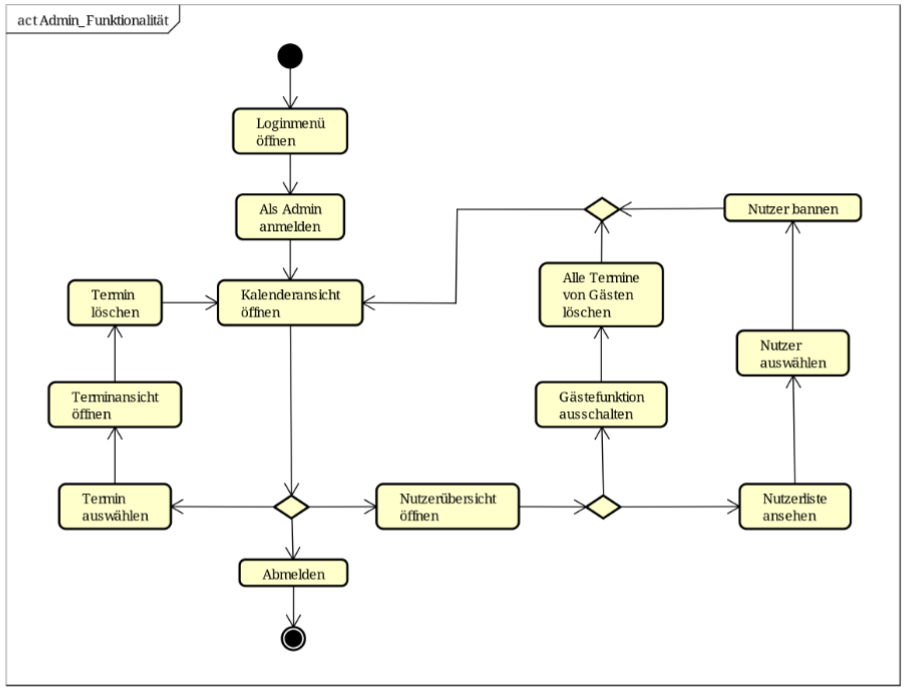 act Admin_Funktionalität
Loginmenü
öffnen
Als Admin
anmelden
Nutzer bannen
Termin
löschen
Kalenderansicht
öffnen
Alle Termine
von Gästen
löschen
Nutzer
auswählen
Terminansicht
öffnen
Gästefunktion
ausschalten
Termin
auswählen
Nutzerübersicht
öffnen
Nutzerliste
ansehen
Abmelden